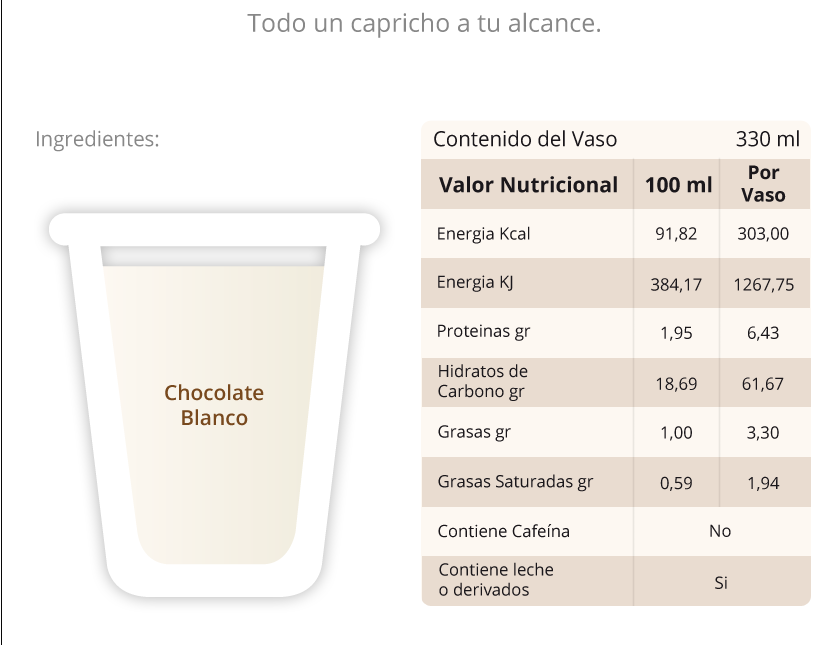 Todo un capricho a tu alcance.
Ingredientes:
Chocolate
Blanco
Contenido del Vaso 330 ml
Valor Nutricional 100 ml Por Vaso
Energia Kcal 91,82 303,00
Energia KJ 384,17 1267,75
Proteinas gr 1,95 6,43
Hidratos de
Carbono gr 18,69 61,67
Grasas gr 1,00 3,30
Grasas Saturadas gr 0,59 1,94
Contiene Cafeína No
Contiene leche
o derivados Si